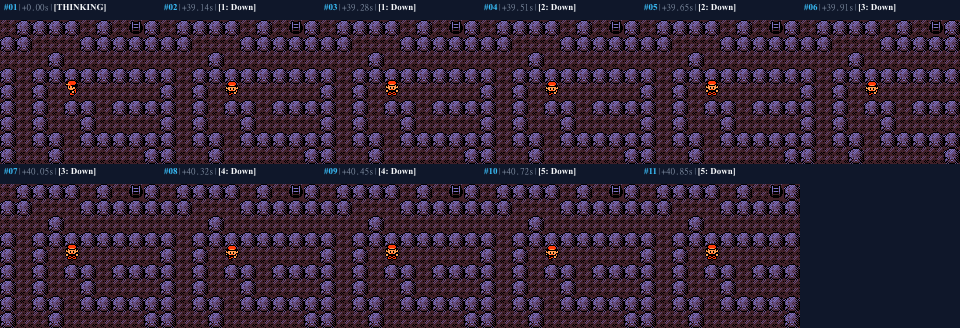 #01 | +0.00s | [THINKING]
#02 | +39.14s | [1: Down]
#03 | +39.28s | [1: Down]
#04 | +39.51s | [2: Down]
#05 | +39.65s | [2: Down]
#06 | +39.91s | [3: Down]
#07 | +40.05s | [3: Down]
#08 | +40.32s | [4: Down]
#09 | +40.45s | [4: Down]
#10 | +40.72s | [5: Down]
#11 | +40.85s | [5: Down]